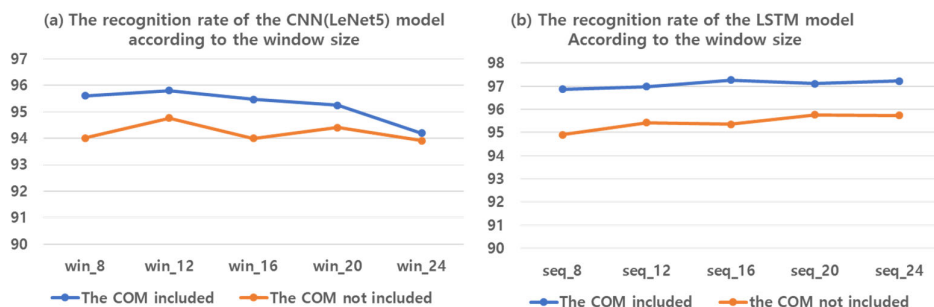 (a) The recognition rate of the CNN(LeNet5) model
according to the window size
97
96
95
94
93
92
91
90
win_8 win_12 win_16 win_20 win_24
The COM included The COM not included
(b) The recognition rate of the LSTM model
According to the window size
98
97
96
95
94
93
92
91
90
seq_8 seq_12 seq_16 seq_20 seq_24
The COM included the COM not included